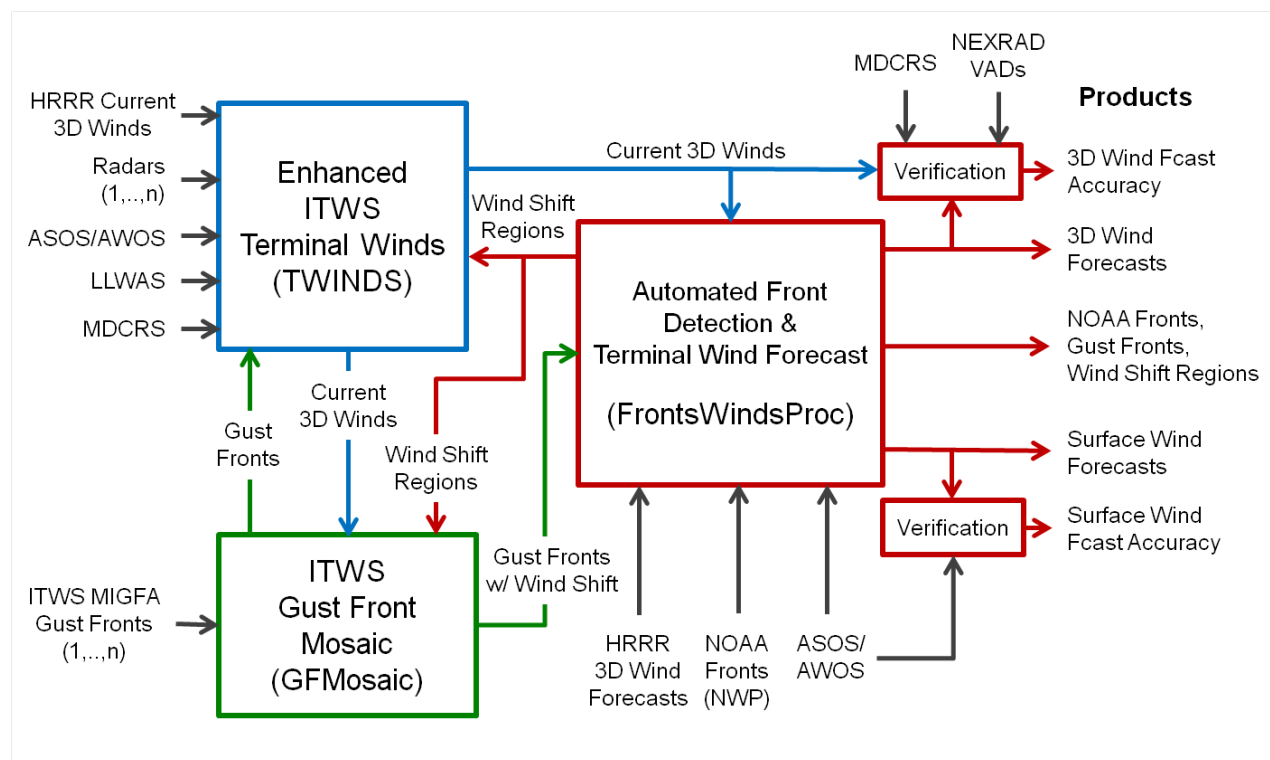 HRRR Current
3D Winds
Radars
(1,..,n)
ASOS/AWOS
LLWAS
MDCRS
Enhanced
ITWS
Terminal Winds
(TWINDS)
Current 3D Winds
Wind Shift
Regions
MDCRS
NEXRAD
VADs
Products
Verification
3D Wind Fcast
Accuracy
3D Wind
Forecasts
Automated Front
Detection &
Terminal Wind Forecast
(FrontsWindsProc)
NOAA Fronts,
Gust Fronts,
Wind Shift Regions
Surface Wind
Forecasts
Verification
Surface Wind
Fcast Accuracy
Gust
Fronts
Current
3D Winds
Wind Shift
Regions
Gust Fronts
w/ Wind Shift
ITWS MIGFA
Gust Fronts
(1,..,n)
ITWS
Gust Front
Mosaic
(GFMosaic)
HRRR
3D Wind
Forecasts
NOAA
Fronts
(NWP)
ASOS/
AWOS